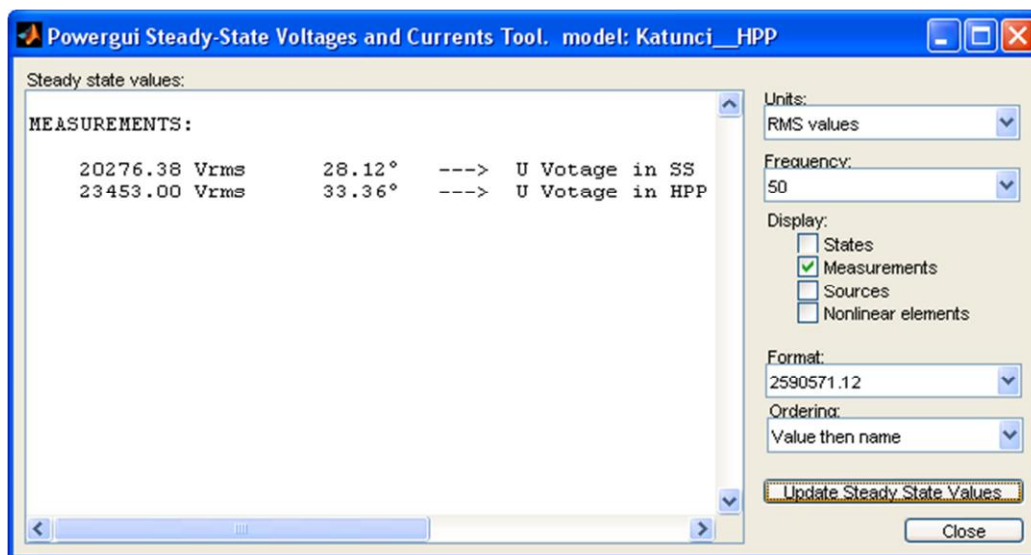 Powergui Steady-State Voltages and Currents Tool. model: Katunci__HPP
Steady state values:
MEASUREMENTS:
20276.38 Vrms 28.12° ---> U Votage in SS
23453.00 Vrms 33.36° ---> U Votage in HPP
Units:
RMS values
Frequency:
50
Display:
States
Measurements
Sources
Nonlinear elements
Format:
2590571.12
Ordering:
Value then name
Update Steady State Values
Close